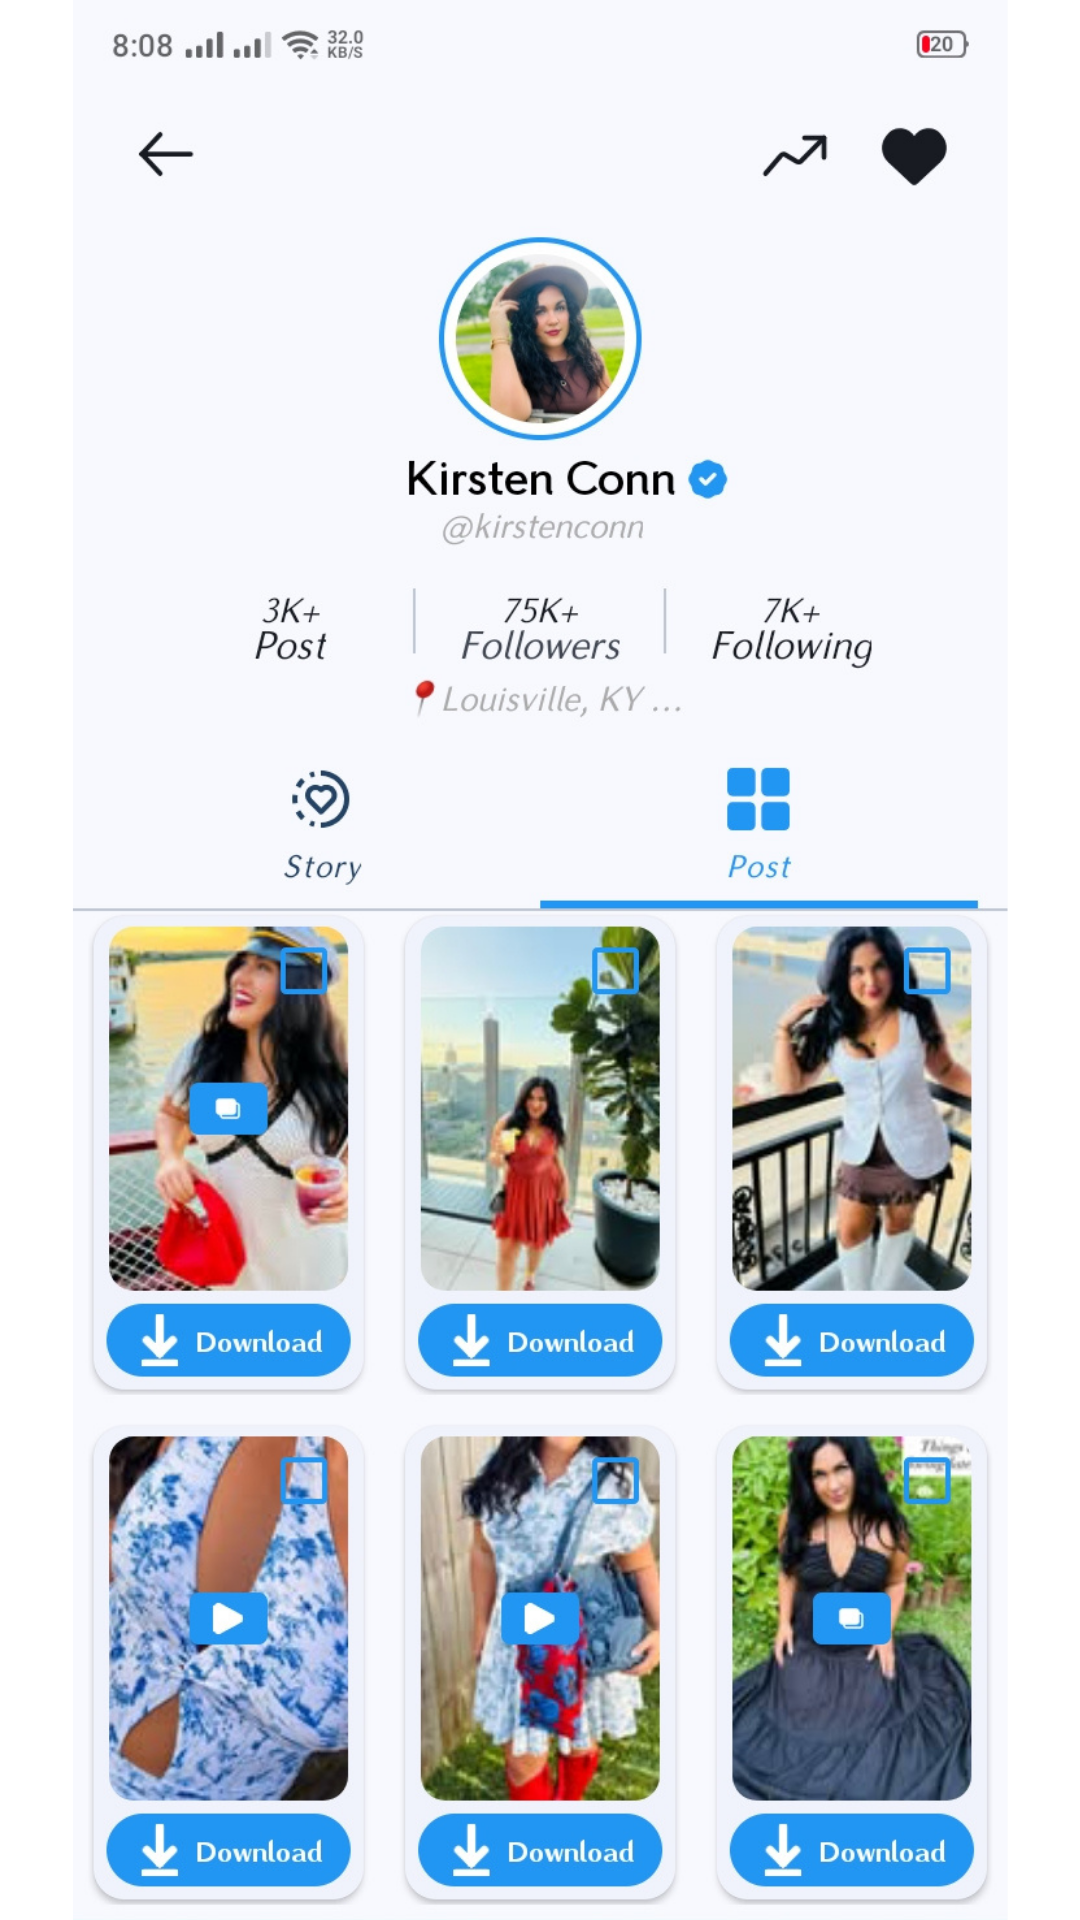 8:08 32.0 KB/S 20
Kirsten Conn
@kirstenconn
3K+ 75K+ 7K+
Post Followers Following
Louisville, KY ...
Story Post
Download Download Download
Things
Download Download Download